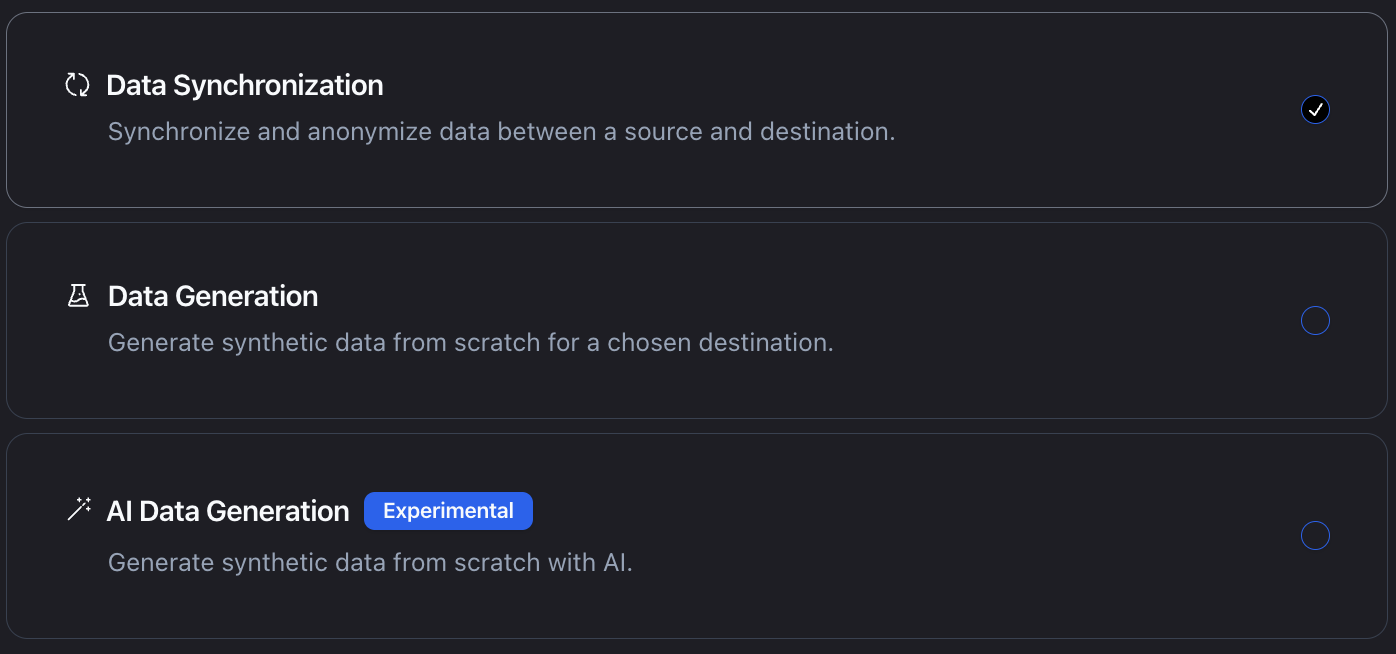 Data Synchronization
Synchronize and anonymize data between a source and destination.
Data Generation
Generate synthetic data from scratch for a chosen destination.
AI Data Generation Experimental
Generate synthetic data from scratch with AI.